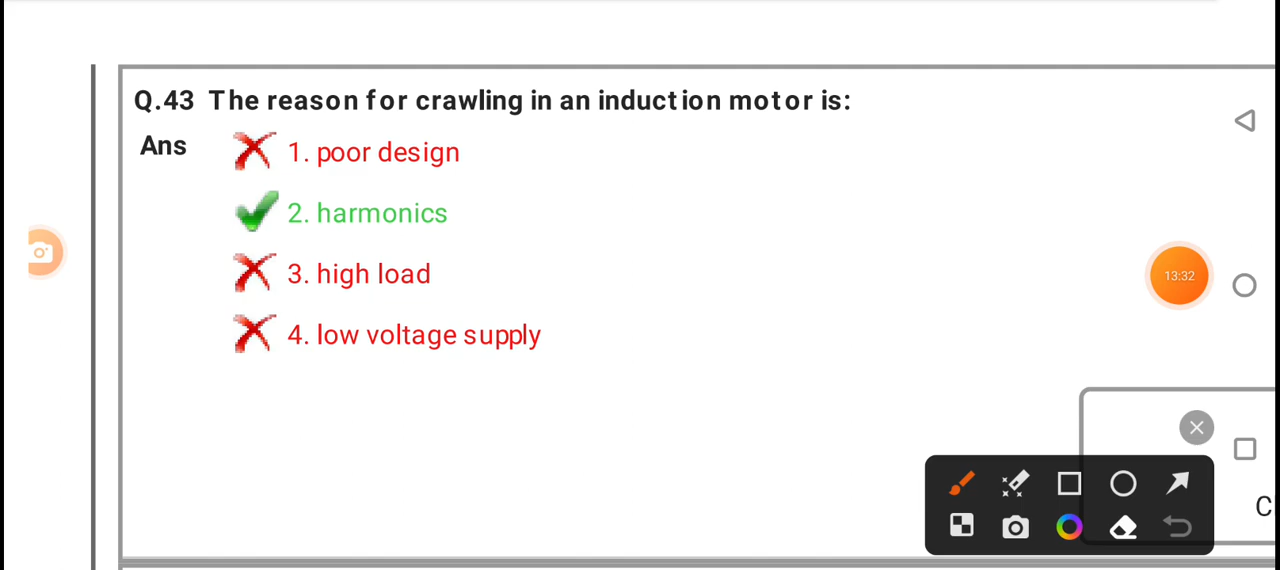 Q.43 The reason for crawling in an induction motor is:
Ans 1. poor design
2. harmonics
3. high load
4. low voltage supply
13:32
C